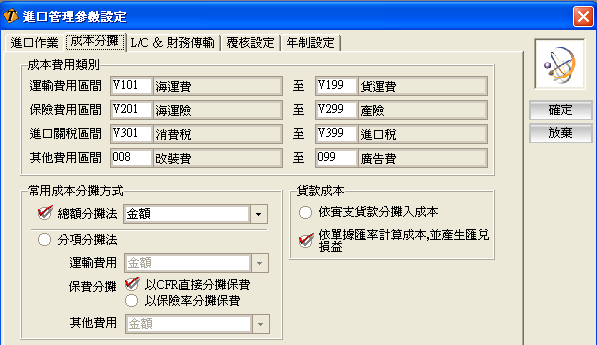 進口管理參數設定
進口作業 成本分攤 L/C & 財務傳輸 覆核設定 年制設定
成本費用類別
運輸費用區間 V101 海運費 至 V199 貨運費
保險費用區間 V201 海運險 至 V299 產險
進口關稅區間 V301 消費稅 至 V399 進口稅
其他費用區間 008 改裝費 至 099 廣告費
確定
放棄
常用成本分攤方式
總額分攤法 金額
分項分攤法
運輸費用 金額
保費分攤 以CFR直接分攤保費
以保險率分攤保費
其他費用 金額
貨款成本
依實支貨款分攤入成本
依單據匯率計算成本,並產生匯兌
損益